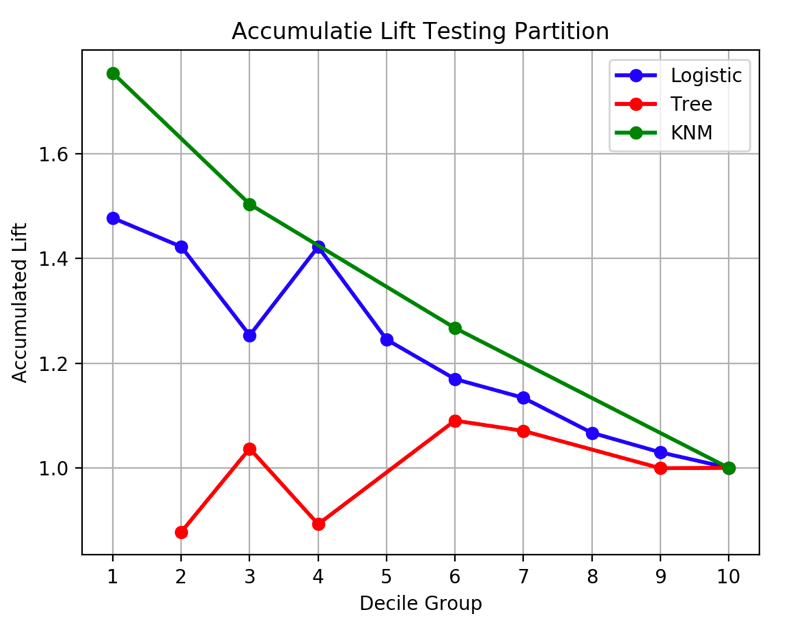 Accumulatie Lift Testing Partition
Logistic
Tree
KNM
1.6
1.4
1.2
1.0
Accumulated Lift
1 2 3 4 5 6 7 8 9 10
Decile Group